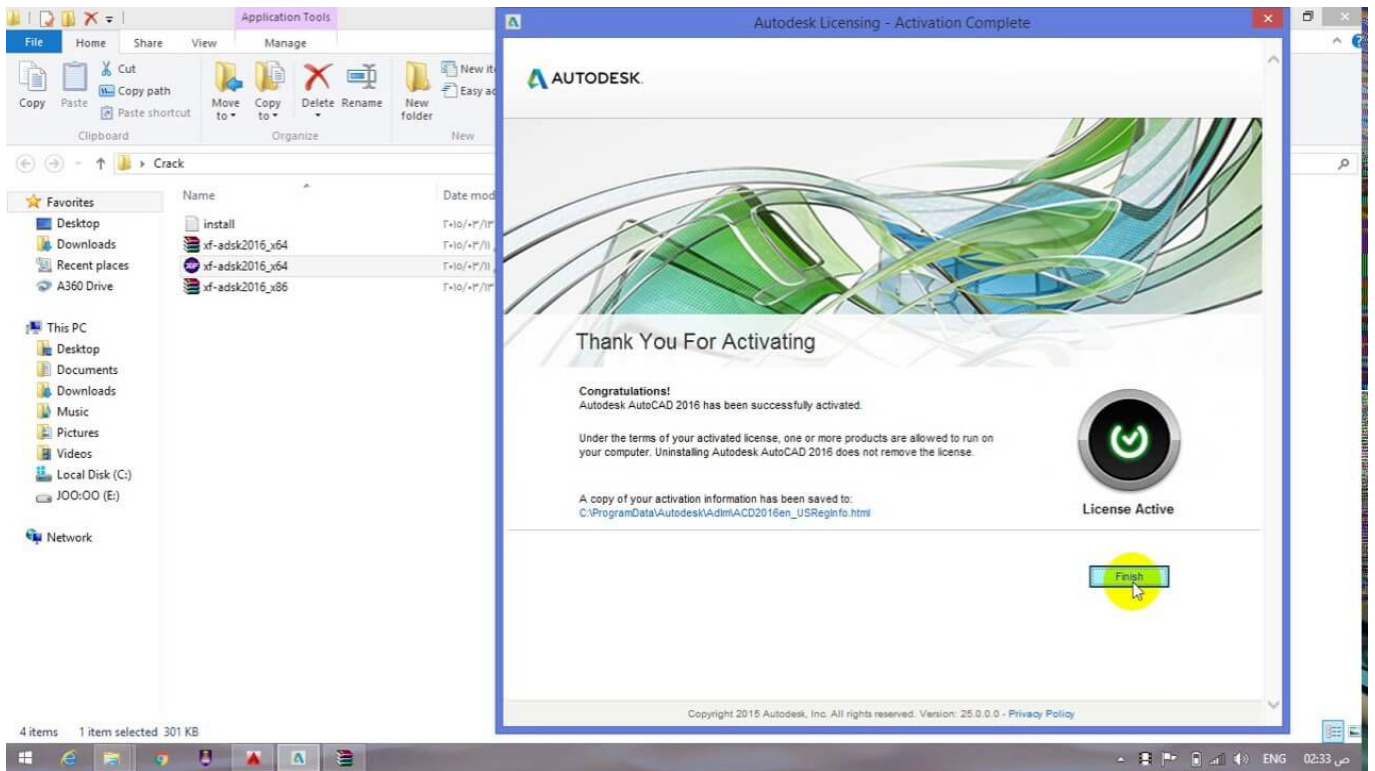 Application Tools
Autodesk Licensing - Activation Complete
File Home Share View Manage
Cut
Copy path
Paste shortcut
Copy Paste
Move to Copy to Delete Rename
New folder
New
Easy
Clipboard Organize New
Crack
Favorites
Desktop
Downloads
Recent places
A360 Drive
This PC
Desktop
Documents
Downloads
Music
Pictures
Videos
Local Disk (C:)
JOO:OO (E:)
Network
Name Date mod
install
xf-adsk2016_x64
xf-adsk2016_x64
xf-adsk2016_x86
AUTODESK.
Thank You For Activating
Congratulations!
Autodesk AutoCAD 2016 has been successfully activated.
Under the terms of your activated license, one or more products are allowed to run on
your computer. Uninstalling Autodesk AutoCAD 2016 does not remove the license.
A copy of your activation information has been saved to:
C:\ProgramData\Autodesk\Adlm\ACD2016en_USRegInfo.html
License Active
Finish
Copyright 2015 Autodesk, Inc. All rights reserved. Version: 25.0.0.0 - Privacy Policy
4 items 1 item selected 301 KB
ENG 02:33 ص